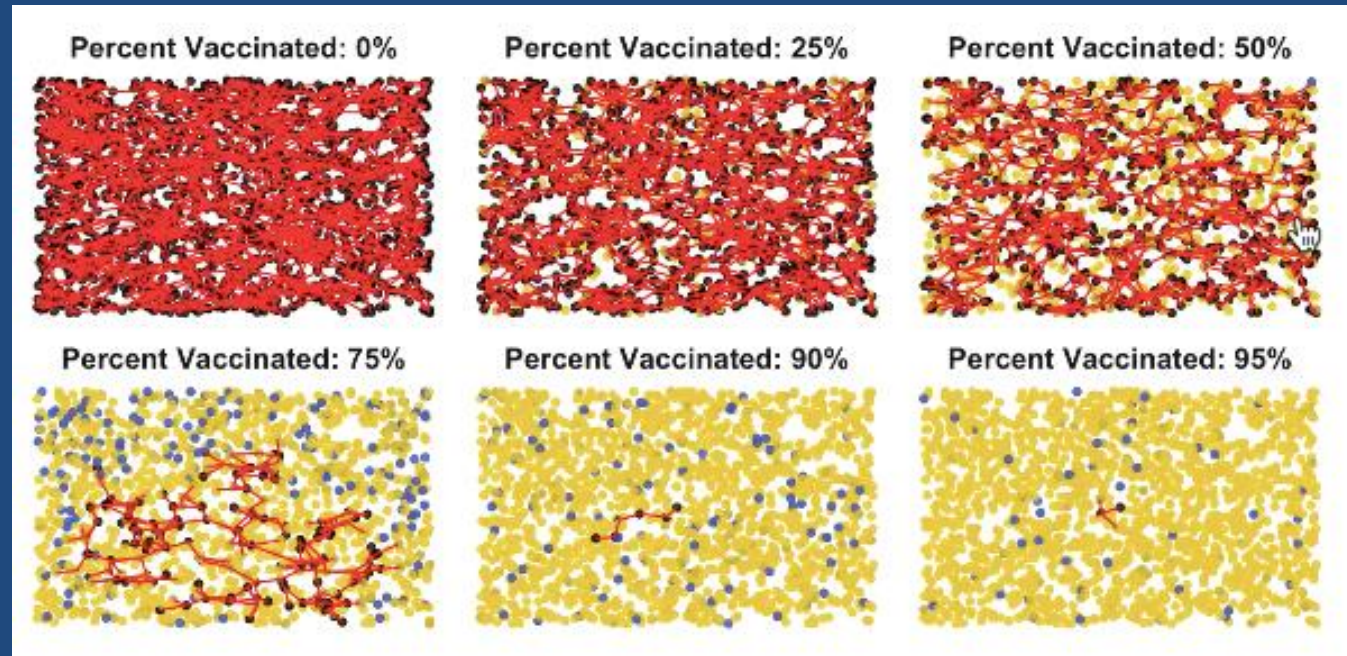 Percent Vaccinated: 0%
Percent Vaccinated: 25%
Percent Vaccinated: 50%
Percent Vaccinated: 75%
Percent Vaccinated: 90%
Percent Vaccinated: 95%